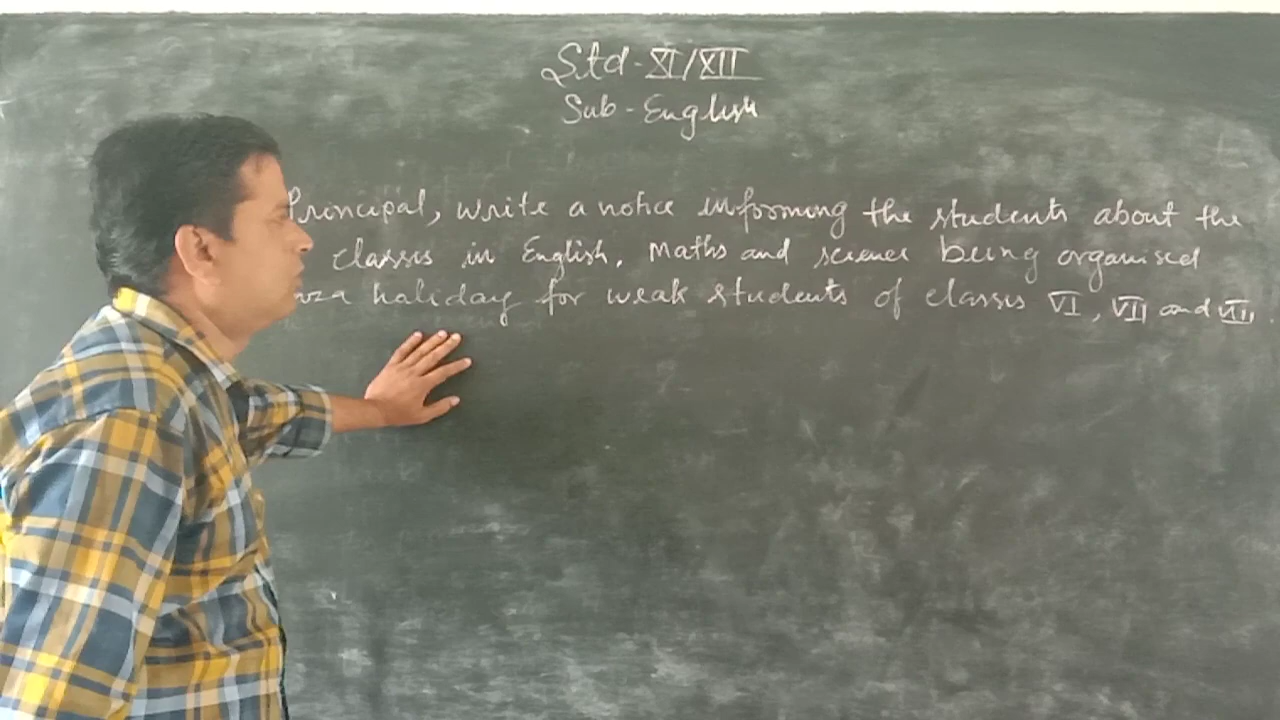 Std - XI/XII
Sub - English
Principal, write a notice informing the students about the
classes in English, Maths and science being organised
holiday for weak students of classes VI, VII and VIII.